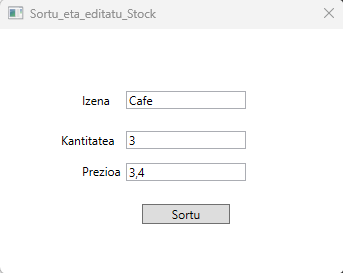 Sortu_eta_editatu_Stock
Izena Cafe
Kantitatea 3
Prezioa 3,4
Sortu